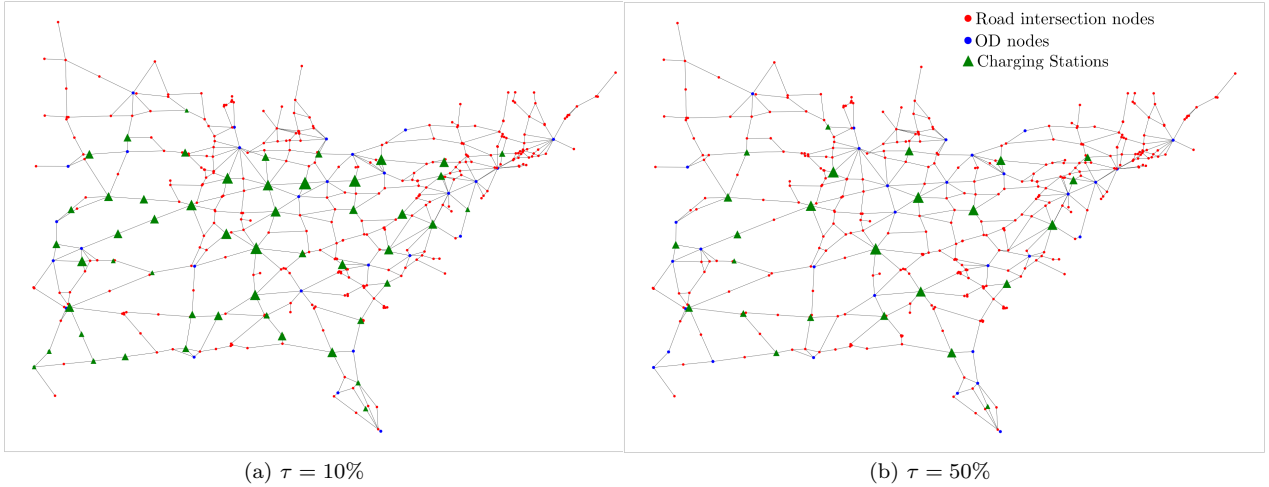 Road intersection nodes
OD nodes
Charging Stations
(a) τ = 10%
(b) τ = 50%